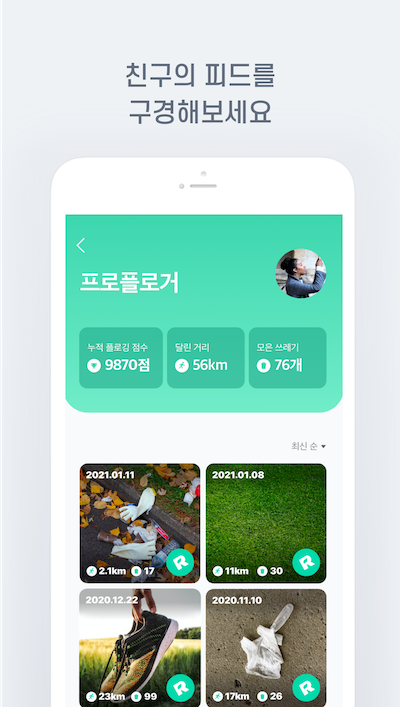 친구의 피드를
구경해보세요
프로플로거
누적 플로깅 점수
달린 거리
모은 쓰레기
9870점
56km
76개
최신 순
2021.01.11
2021.01.08
2.1km 17
R
11km 30
R
2020.12.22
2020.11.10
23km 99
R
17km 26
R